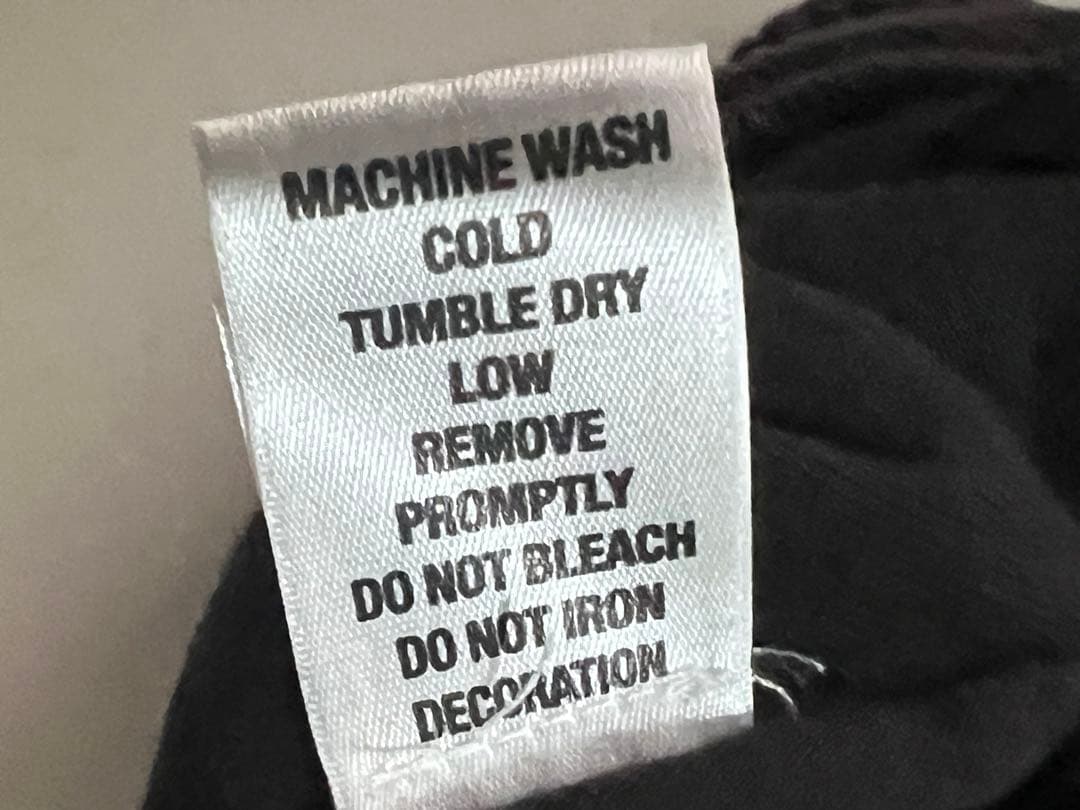 MACHINE WASH
COLD
TUMBLE DRY
LOW
REMOVE
PROMPTLY
DO NOT BLEACH
DO NOT IRON
DECORATION